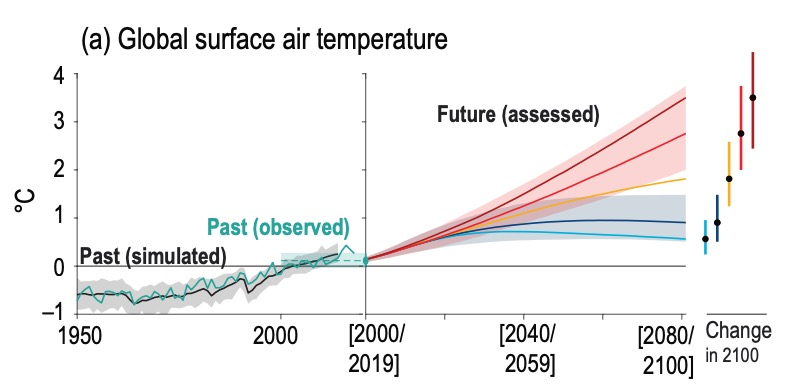 (a) Global surface air temperature
4
3
2
1
0
–1
°C
Future (assessed)
Past (observed)
Past (simulated)
1950
2000
[2000/
2019]
[2040/
2059]
[2080/
2100]
Change
in 2100